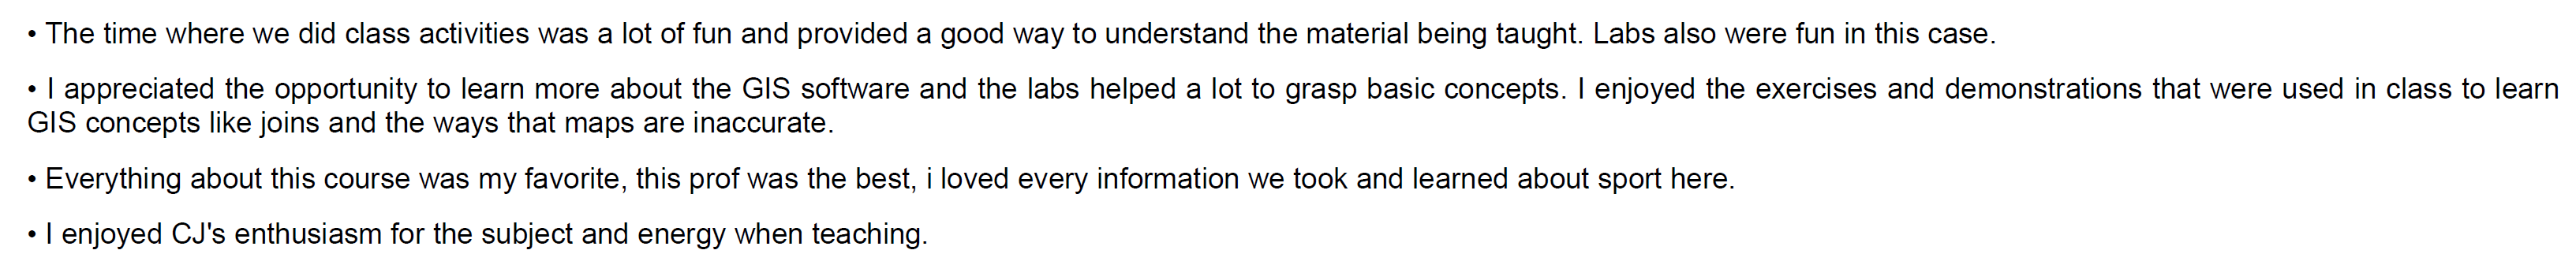 • The time where we did class activities was a lot of fun and provided a good way to understand the material being taught. Labs also were fun in this case.
• I appreciated the opportunity to learn more about the GIS software and the labs helped a lot to grasp basic concepts. I enjoyed the exercises and demonstrations that were used in class to learn
GIS concepts like joins and the ways that maps are inaccurate.
• Everything about this course was my favorite, this prof was the best, i loved every information we took and learned about sport here.
• I enjoyed CJ's enthusiasm for the subject and energy when teaching.